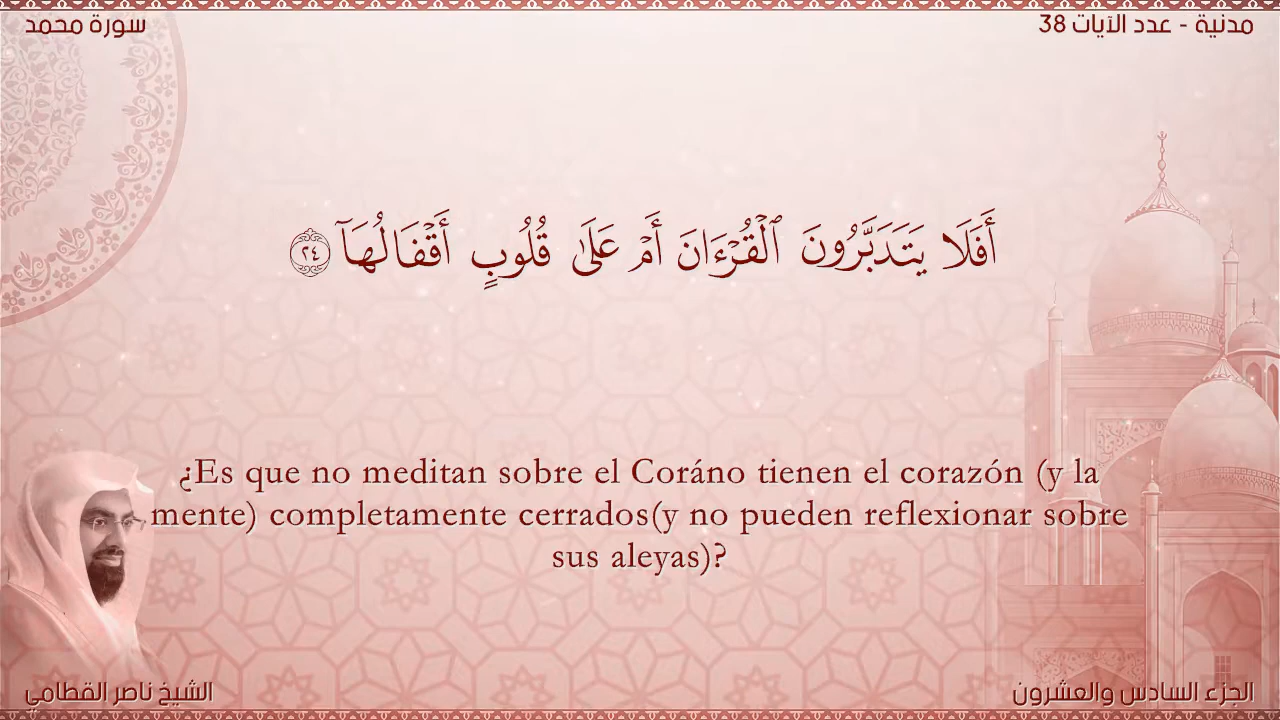 سورة محمد
مدنية - عدد الآيات 38
أَفَلَا يَتَدَبَّرُونَ ٱلْقُرْءَانَ أَمْ عَلَىٰ قُلُوبٍ أَقْفَالُهَآ ٢٤
¿Es que no meditan sobre el Coráno tienen el corazón (y la
mente) completamente cerrados(y no pueden reflexionar sobre
sus aleyas)?
الشيخ ناصر القطامي
الجزء السادس والعشرون